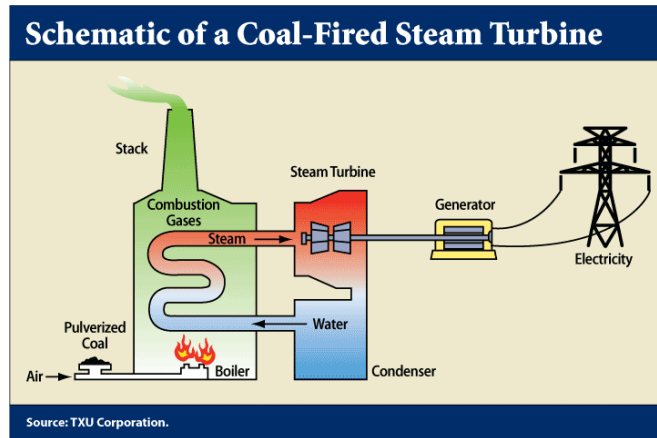 Schematic of a Coal-Fired Steam Turbine
Stack
Steam Turbine
Combustion
Gases
Generator
Steam
Electricity
Pulverized
Coal
Water
Air
Boiler
Condenser
Source: TXU Corporation.